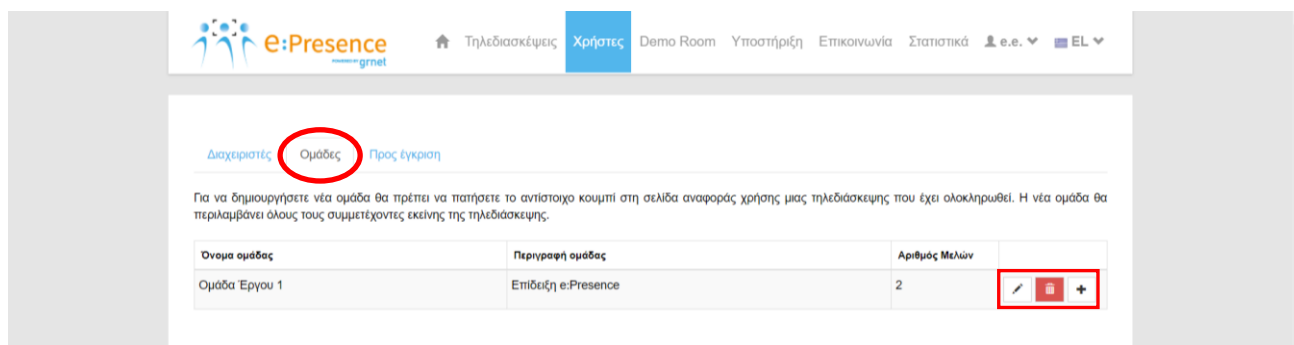 e:Presence
POWERED BY grnet
Τηλεδιασκέψεις Χρήστες Demo Room Υποστήριξη Επικοινωνία Στατιστικά e.e. EL
Διαχειριστές Ομάδες Προς έγκριση
Για να δημιουργήσετε νέα ομάδα θα πρέπει να πατήσετε το αντίστοιχο κουμπί στη σελίδα αναφοράς χρήσης μιας τηλεδιάσκεψης που έχει ολοκληρωθεί. Η νέα ομάδα θα
περιλαμβάνει όλους τους συμμετέχοντες εκείνης της τηλεδιάσκεψης.
Όνομα ομάδας Περιγραφή ομάδας Αριθμός Μελών
Ομάδα Έργου 1 Επίδειξη e:Presence 2